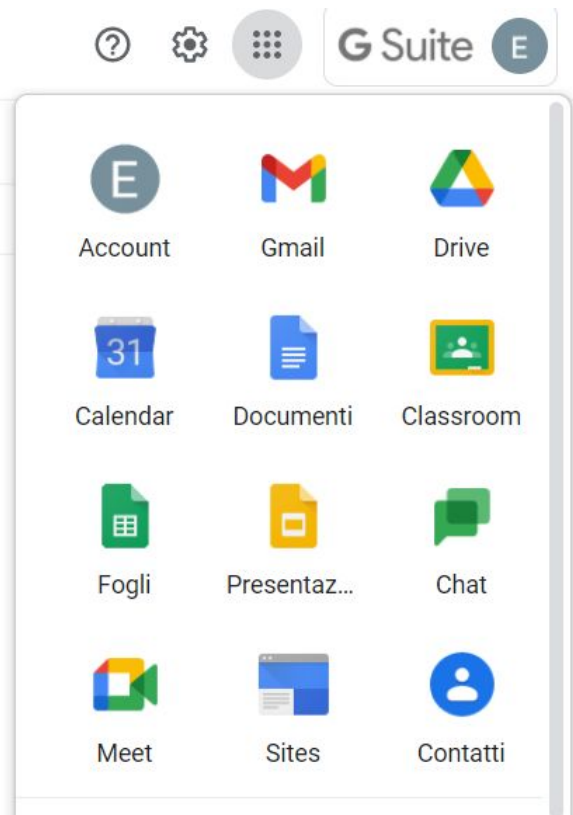 G Suite E
E
Account Gmail Drive
31
Calendar Documenti Classroom
Fogli Presentaz... Chat
Meet Sites Contatti